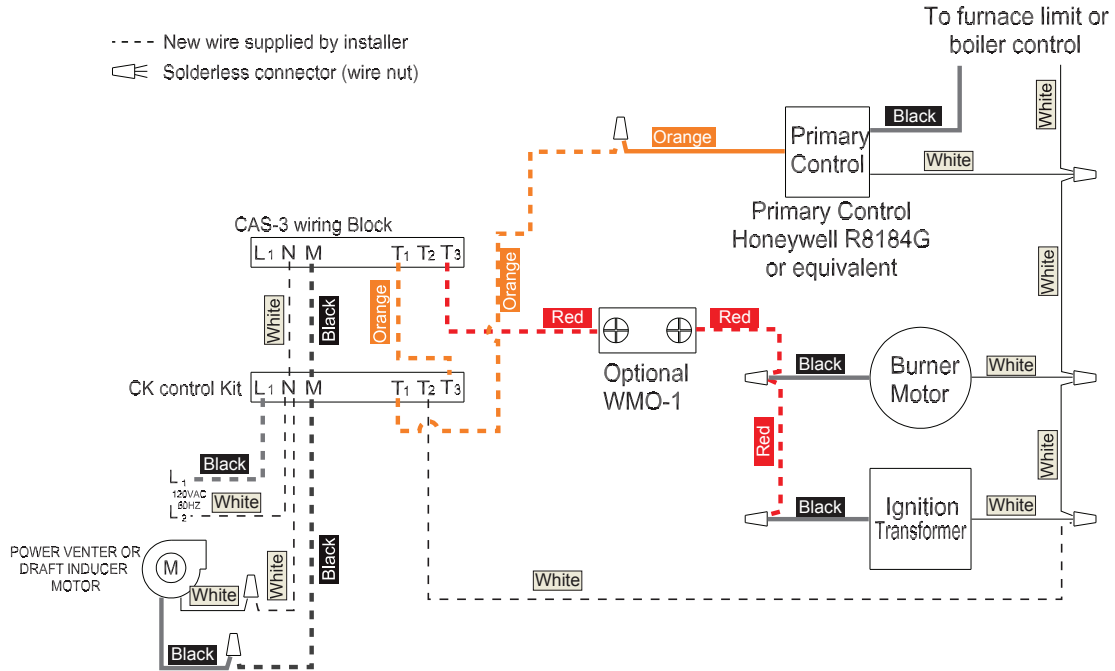 To furnace limit or
boiler control
New wire supplied by installer
Solderless connector (wire nut)
Black
White
Orange
Primary
Control
White
Primary Control
Honeywell R8184G
or equivalent
CAS-3 wiring Block
L1 N M T1 T2 T3
White
Black
Orange
Orange
Red
Red
White
Optional
WMO-1
CK control Kit
L1 N M T1 T2 T3
Black
Burner
Motor
White
Red
White
Black
L1
120VAC
60HZ
L2
White
Black
Ignition
Transformer
White
POWER VENTER OR
DRAFT INDUCER
MOTOR
M
White
White
Black
White
Black